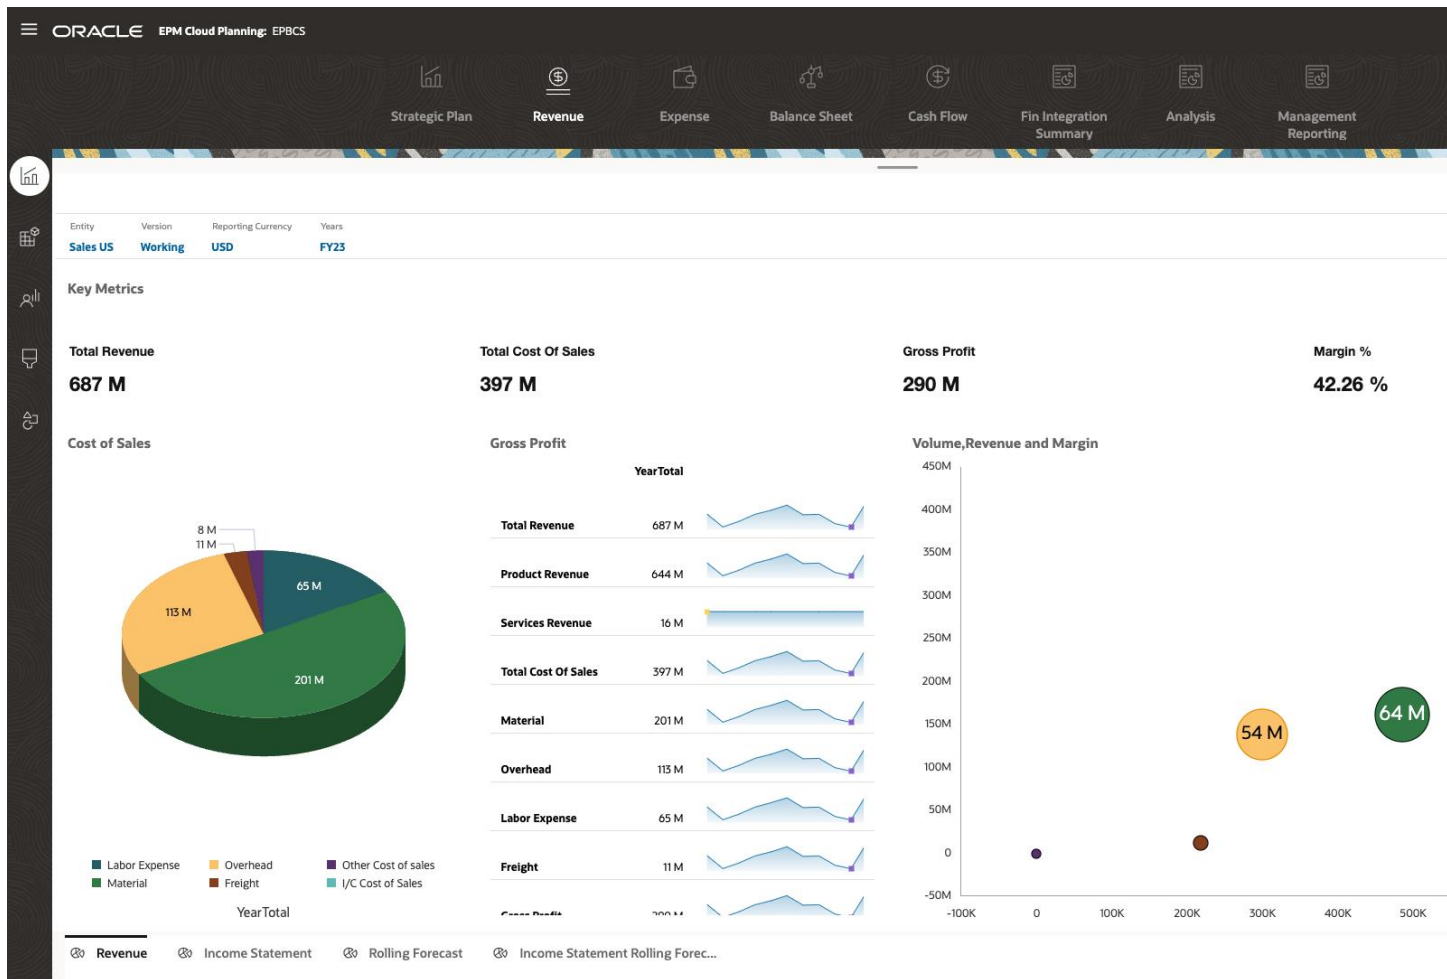 ORACLE EPM Cloud Planning: EPBCS
Strategic Plan
Revenue
Expense
Balance Sheet
Cash Flow
Fin Integration
Summary
Analysis
Management
Reporting
Entity Version Reporting Currency Years
Sales US Working USD FY23
Key Metrics
Total Revenue
687 M
Total Cost Of Sales
397 M
Gross Profit
290 M
Margin %
42.26 %
Cost of Sales
8 M
11 M
65 M
113 M
201 M
Labor Expense Overhead Other Cost of sales
Material Freight I/C Cost of Sales
YearTotal
Gross Profit
YearTotal
Total Revenue 687 M
Product Revenue 644 M
Services Revenue 16 M
Total Cost Of Sales 397 M
Material 201 M
Overhead 113 M
Labor Expense 65 M
Freight 11 M
Gross Profit 290 M
Volume,Revenue and Margin
450M
400M
350M
300M
250M
200M
150M
100M
50M
0
-50M
64 M
54 M
-100K 0 100K 200K 300K 400K 500K
Revenue Income Statement Rolling Forecast Income Statement Rolling Forec...